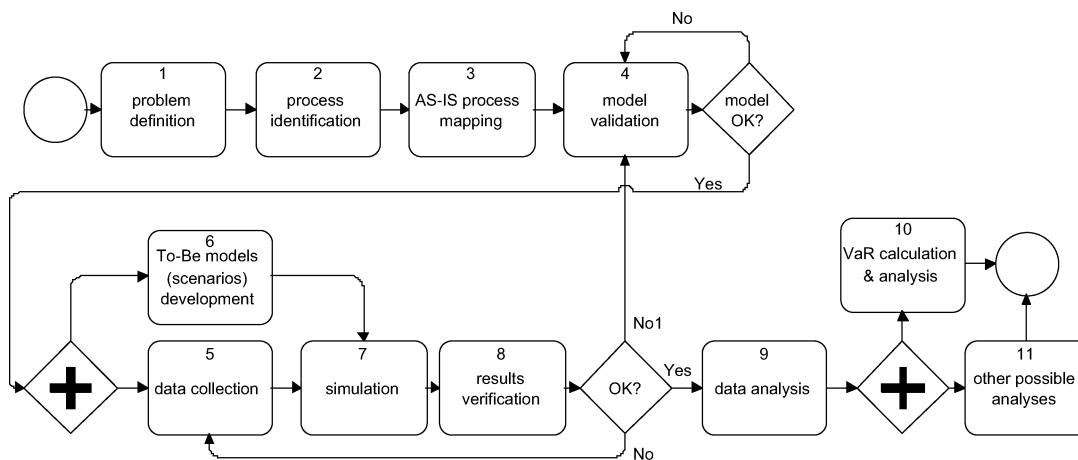 No
1
problem
definition
2
process
identification
3
AS-IS process
mapping
4
model
validation
model
OK?
Yes
6
To-Be models
(scenarios)
development
10
VaR calculation
& analysis
No1
5
data collection
7
simulation
8
results
verification
OK?
Yes
9
data analysis
11
other possible
analyses
No